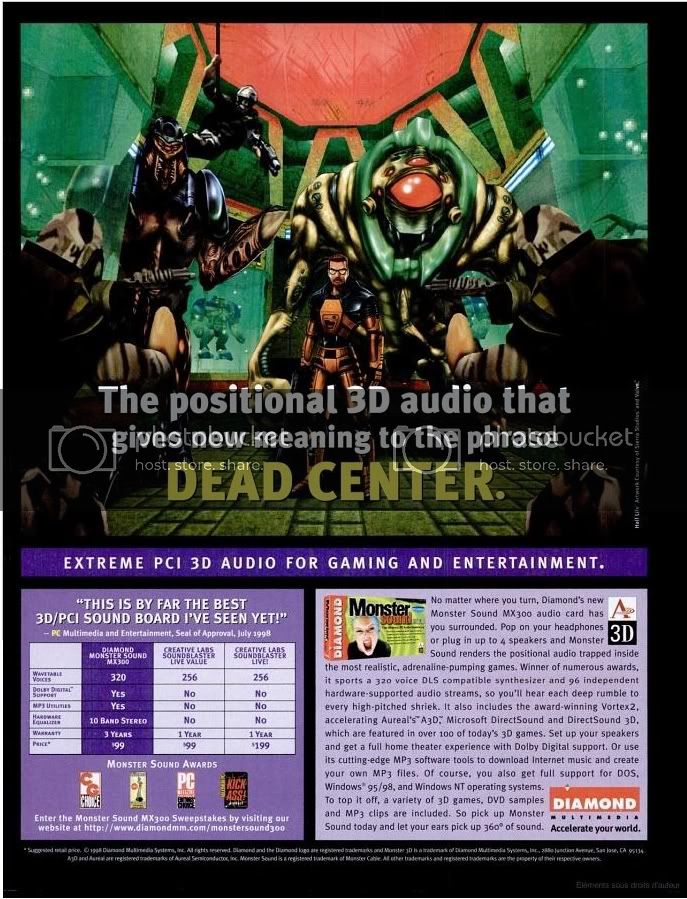 The positional 3D audio that
gives new meaning to the phrase
DEAD CENTER.
photobucket
host. store. share.
photobucket
host. store. share.
Half Life Artwork Courtesy of Sierra Studios and Valve.
EXTREME PCI 3D AUDIO FOR GAMING AND ENTERTAINMENT.
"THIS IS BY FAR THE BEST
3D/PCI SOUND BOARD I'VE SEEN YET!"
– PC Multimedia and Entertainment, Seal of Approval, July 1998
DIAMOND MONSTER SOUND MX300 CREATIVE LABS SOUNDBLASTER LIVE VALUE CREATIVE LABS SOUNDBLASTER LIVE!
WAVETABLE VOICES 320 256 256
DOLBY DIGITAL™ SUPPORT YES NO NO
MP3 UTILITIES YES NO NO
HARDWARE EQUALIZER 10 BAND STEREO NO NO
WARRANTY 3 YEARS 1 YEAR 1 YEAR
PRICE* $99 $99 $199
MONSTER SOUND AWARDS
CG CHOICE
PC
KICK ASS!
Enter the Monster Sound MX300 Sweepstakes by visiting our
website at http://www.diamondmm.com/monstersound300
DIAMOND
Monster
Sound
No matter where you turn, Diamond's new
Monster Sound MX300 audio card has
you surrounded. Pop on your headphones
or plug in up to 4 speakers and Monster
Sound renders the positional audio trapped inside
the most realistic, adrenaline-pumping games. Winner of numerous awards,
it sports a 320 voice DLS compatible synthesizer and 96 independent
hardware-supported audio streams, so you'll hear each deep rumble to
every high-pitched shriek. It also includes the award-winning Vortex2,
accelerating Aureal's™ A3D,™ Microsoft DirectSound and DirectSound 3D,
which are featured in over 100 of today's 3D games. Set up your speakers
and get a full home theater experience with Dolby Digital support. Or use
its cutting-edge MP3 software tools to download Internet music and create
your own MP3 files. Of course, you also get full support for DOS,
Windows® 95/98, and Windows NT operating systems.
To top it off, a variety of 3D games, DVD samples
and MP3 clips are included. So pick up Monster
Sound today and let your ears pick up 360° of sound.
A
3D
DIAMOND
MULTIMEDIA
Accelerate your world.
* Suggested retail price. © 1998 Diamond Multimedia Systems, Inc. All rights reserved. Diamond and the Diamond logo are registered trademarks and Monster 3D is a trademark of Diamond Multimedia Systems, Inc., 2880 Junction Avenue, San Jose, CA 95134
A3D and Aureal are registered trademarks of Aureal Semiconductor, Inc. Monster Sound is a registered trademark of Monster Cable. All other trademarks and registered trademarks are the property of their respective owners.
Eléments sous droits d'auteur